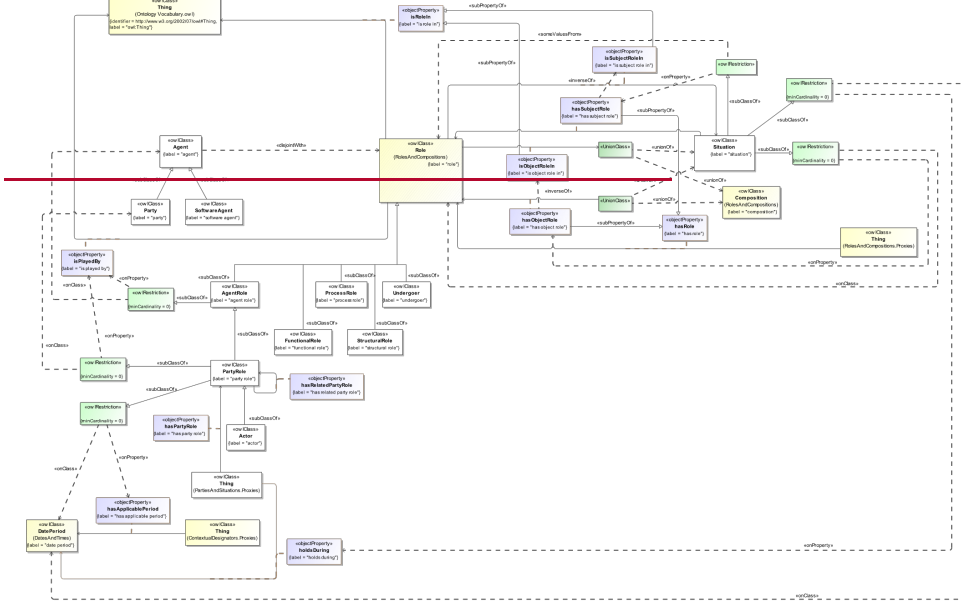 «owlClass»
Thing
(Ontology Vocabulary.owl)
{identifier = http://www.w3.org/2002/07/owl#Thing,
label = "owl:Thing"}
«objectProperty»
isRoleIn
{label = "is role in"}
«subPropertyOf»
«someValuesFrom»
«subPropertyOf»
«objectProperty»
isSubjectRoleIn
{label = "is subject role in"}
«owlRestriction»
«inverseOf»
«onProperty»
«owlRestriction»
{minCardinality = 0}
«objectProperty»
hasSubjectRole
{label = "has subject role"}
«subPropertyOf»
«subClassOf»
«subClassOf»
«owlClass»
Agent
{label = "agent"}
«disjointWith»
«owlClass»
Role
(RolesAndCompositions)
{label = "role"}
«UnionClass»
«unionOf»
«owlClass»
Situation
{label = "situation"}
«subClassOf»
«owlRestriction»
{minCardinality = 0}
«objectProperty»
isObjectRoleIn
{label = "is object role in"}
«unionOf»
«inverseOf»
«owlClass»
Party
{label = "party"}
«owlClass»
SoftwareAgent
{label = "software agent"}
«UnionClass»
«unionOf»
«owlClass»
Composition
(RolesAndCompositions)
{label = "composition"}
«objectProperty»
hasObjectRole
{label = "has object role"}
«subPropertyOf»
«objectProperty»
hasRole
{label = "has role"}
«owlClass»
Thing
(RolesAndCompositions.Proxies)
«objectProperty»
isPlayedBy
{label = "is played by"}
«onProperty»
«onProperty»
«onClass»
«onClass»
«owlRestriction»
{minCardinality = 0}
«subClassOf»
«subClassOf»
«owlClass»
AgentRole
{label = "agent role"}
«subClassOf»
«owlClass»
ProcessRole
{label = "process role"}
«subClassOf»
«owlClass»
Undergoer
{label = "undergoer"}
«subClassOf»
«subClassOf»
«subClassOf»
«owlClass»
FunctionalRole
{label = "functional role"}
«owlClass»
StructuralRole
{label = "structural role"}
«onProperty»
«onClass»
«owlRestriction»
{minCardinality = 0}
«subClassOf»
«subClassOf»
«owlClass»
PartyRole
{label = "party role"}
«objectProperty»
hasRelatedPartyRole
{label = "has related party role"}
«owlRestriction»
{minCardinality = 0}
«objectProperty»
hasPartyRole
{label = "has party role"}
«subClassOf»
«owlClass»
Actor
{label = "actor"}
«onProperty»
«onClass»
«owlClass»
Thing
(PartiesAndSituations.Proxies)
«objectProperty»
hasApplicablePeriod
{label = "has applicable period"}
«owlClass»
DatePeriod
(DatesAndTimes)
{label = "date period"}
«owlClass»
Thing
(ContextualDesignators.Proxies)
«objectProperty»
holdsDuring
{label = "holds during"}
«onProperty»
«onClass»